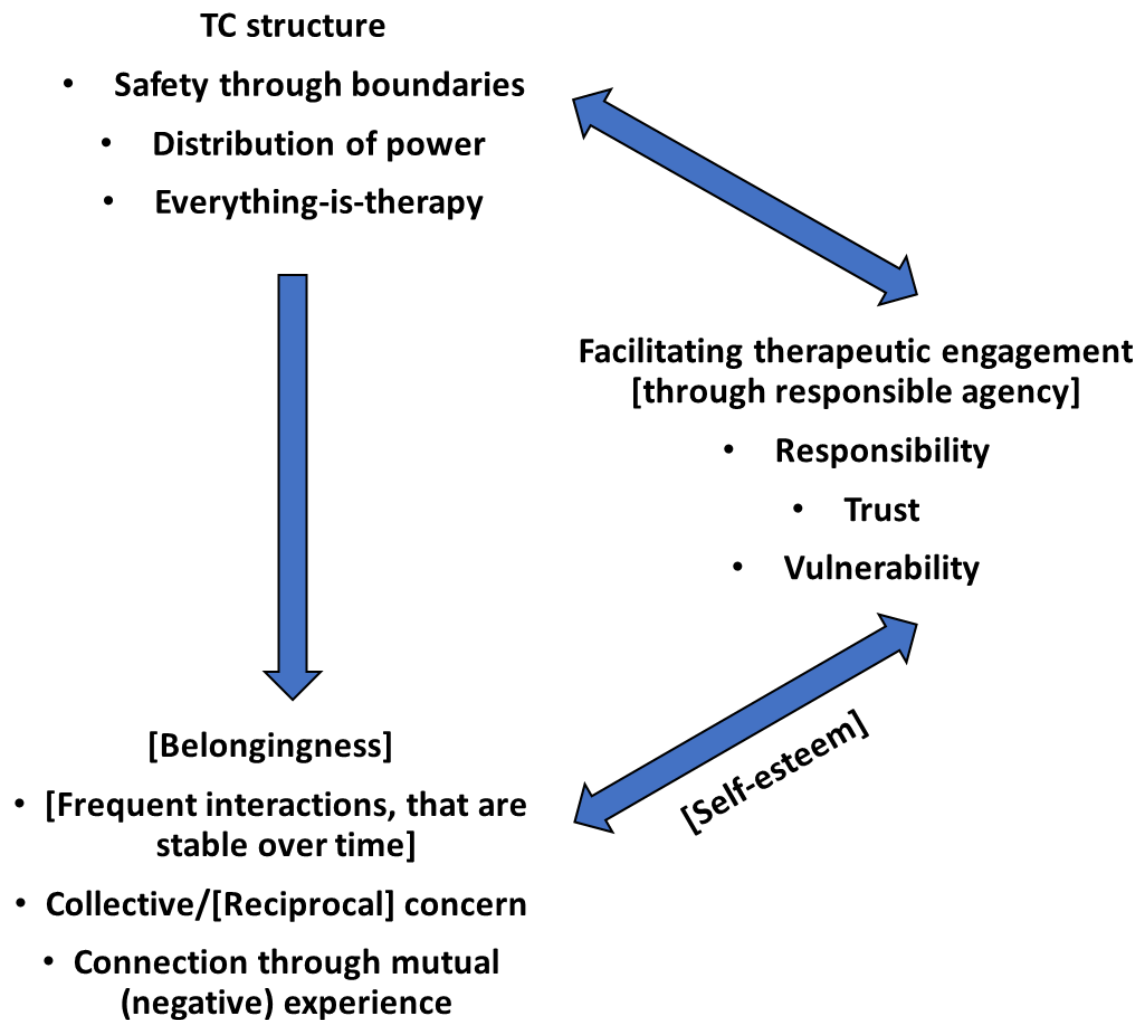 TC structure
• Safety through boundaries
• Distribution of power
• Everything-is-therapy
Facilitating therapeutic engagement
[through responsible agency]
• Responsibility
• Trust
• Vulnerability
[Self-esteem]
[Belongingness]
• [Frequent interactions, that are
stable over time]
• Collective/[Reciprocal] concern
• Connection through mutual
(negative) experience